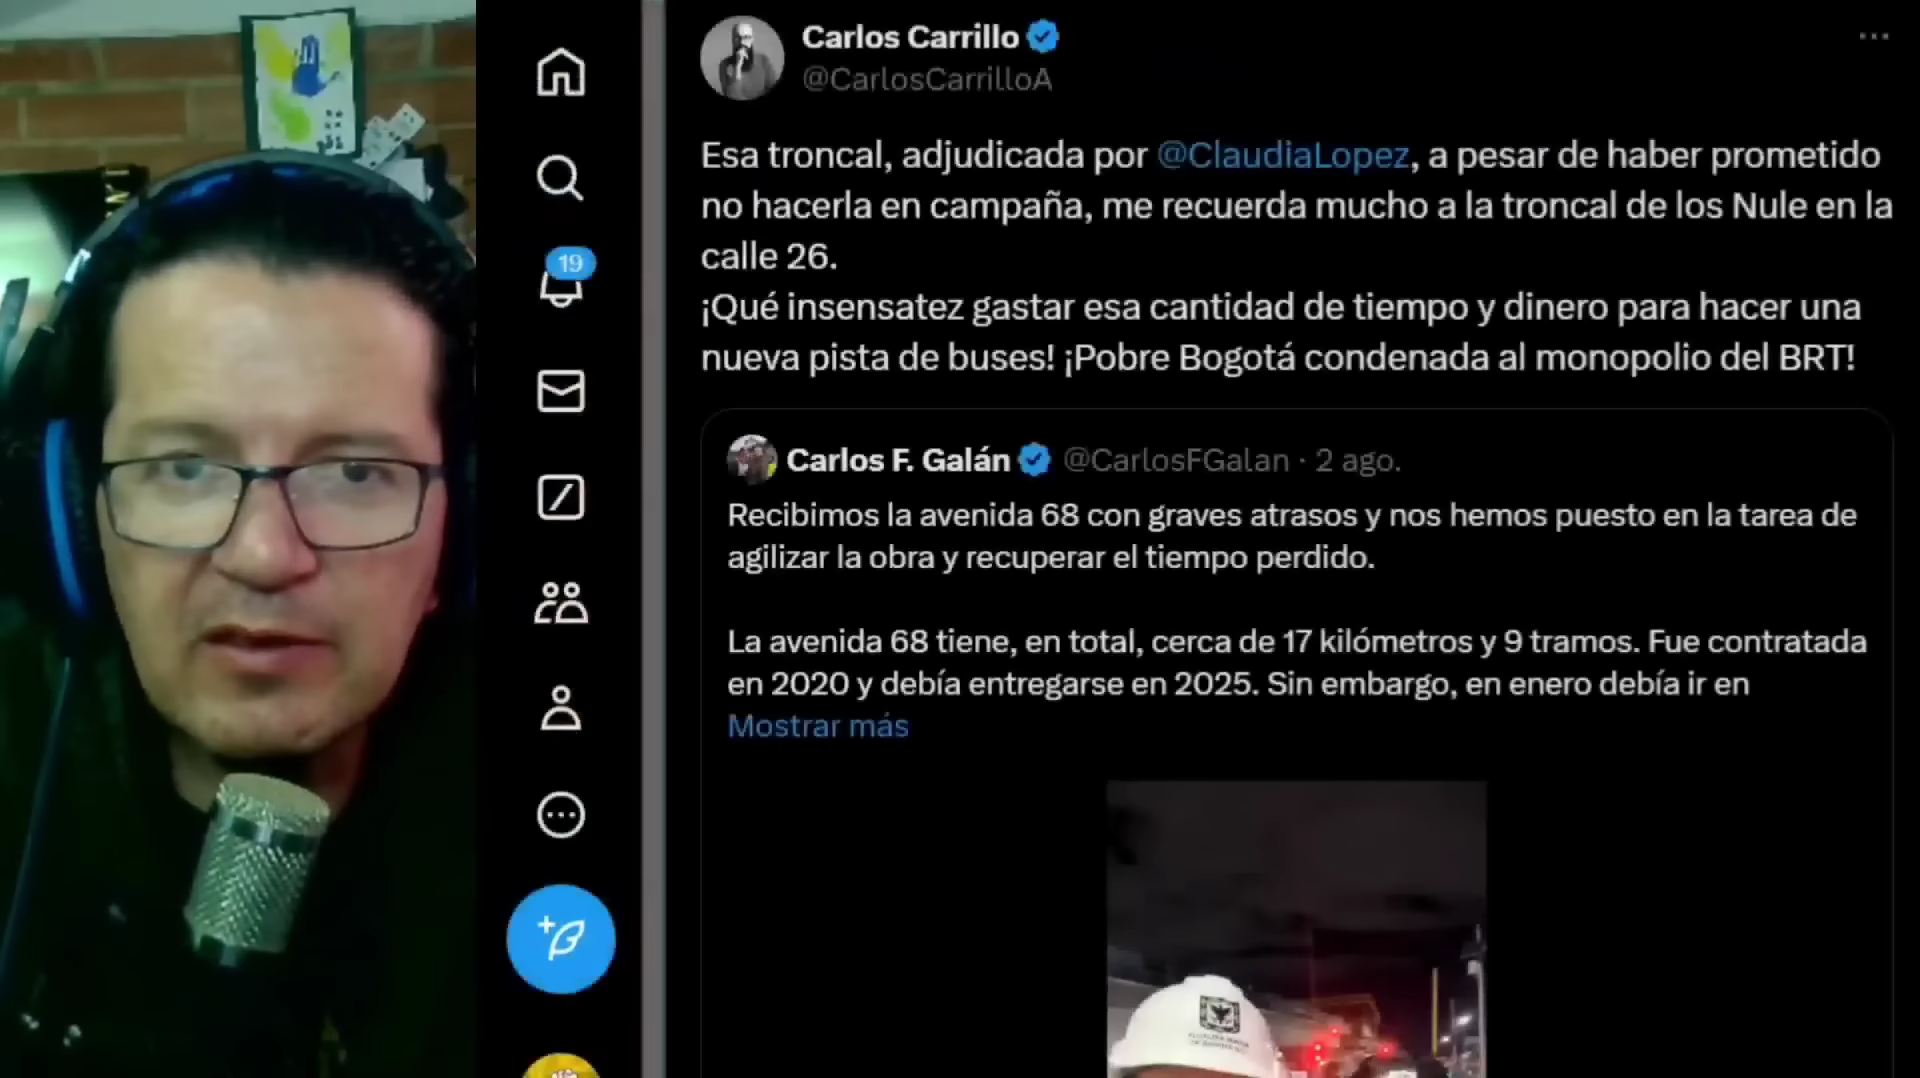 Carlos Carrillo
@CarlosCarrilloA
Esa troncal, adjudicada por @ClaudiaLopez, a pesar de haber prometido
no hacerla en campaña, me recuerda mucho a la troncal de los Nule en la
calle 26.
¡Qué insensatez gastar esa cantidad de tiempo y dinero para hacer una
nueva pista de buses! ¡Pobre Bogotá condenada al monopolio del BRT!
19
Carlos F. Galán @CarlosFGalan · 2 ago.
Recibimos la avenida 68 con graves atrasos y nos hemos puesto en la tarea de
agilizar la obra y recuperar el tiempo perdido.
La avenida 68 tiene, en total, cerca de 17 kilómetros y 9 tramos. Fue contratada
en 2020 y debía entregarse en 2025. Sin embargo, en enero debía ir en
Mostrar más